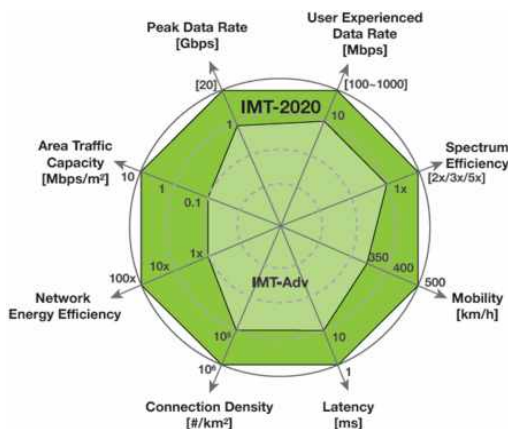 Peak Data Rate
[Gbps]
User Experienced
Data Rate
[Mbps]
[20]
[100~1000]
IMT-2020
1
10
Area Traffic
Capacity
[Mbps/m²]
Spectrum
Efficiency
[2x/3x/5x]
10
1
0.1
1x
100x
10x
1x
350
400
500
Network
Energy Efficiency
IMT-Adv
Mobility
[km/h]
10⁵
10
10⁶
1
Connection Density
[#/km²]
Latency
[ms]